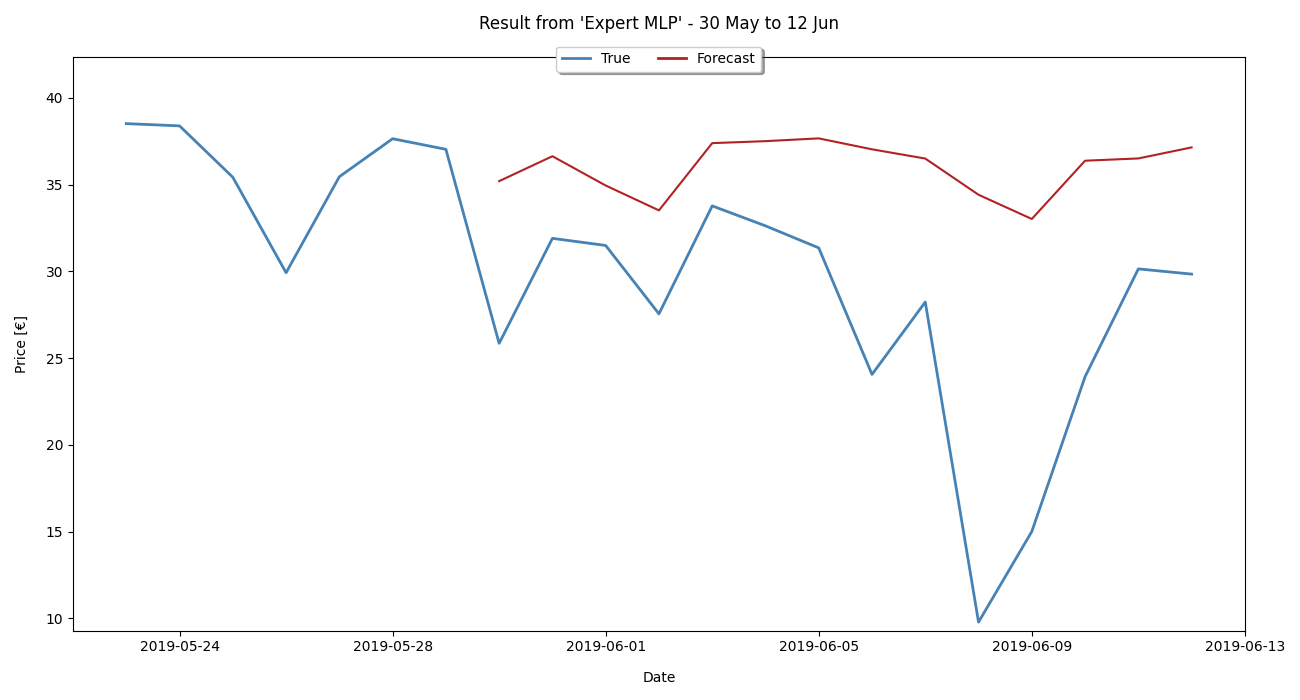 Result from 'Expert MLP' - 30 May to 12 Jun
True Forecast
Price [€]
40
35
30
25
20
15
10
2019-05-24 2019-05-28 2019-06-01 2019-06-05 2019-06-09 2019-06-13
Date